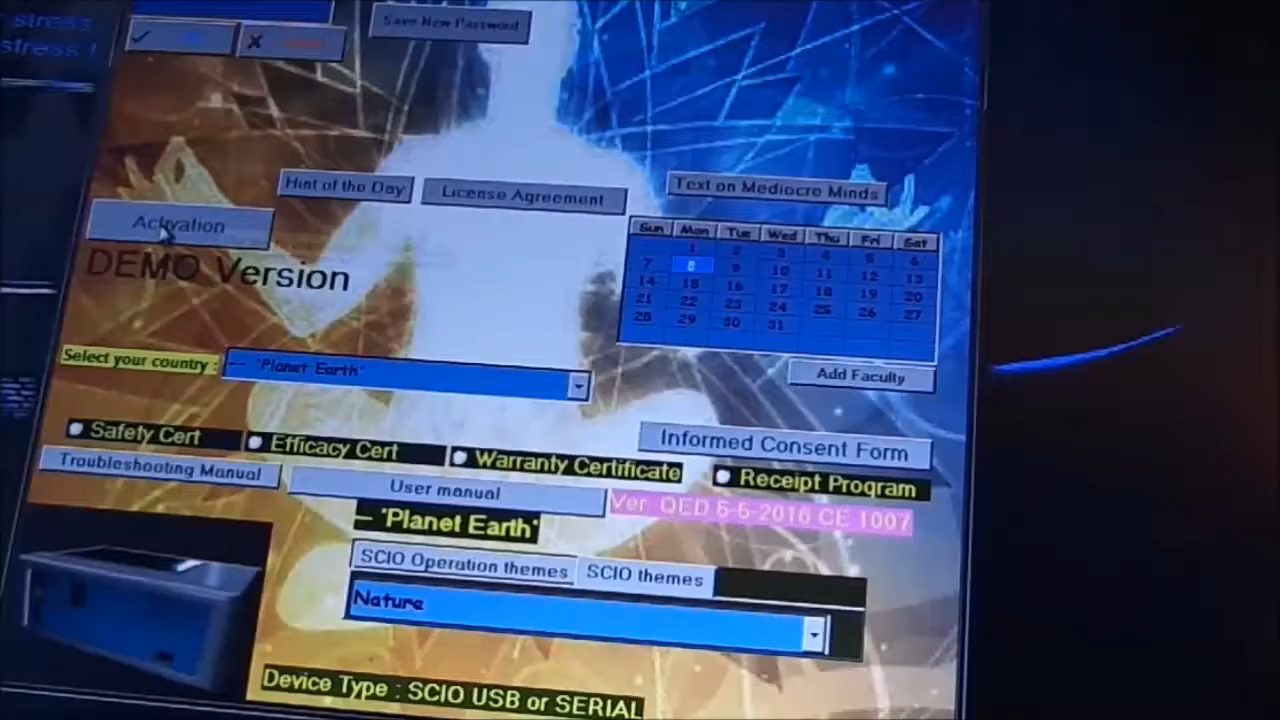 stress
stress !
Save New Password
Hint of the Day
License Agreement
Text on Mediocre Minds
Activation
DEMO Version
Sun Mon Tue Wed Thu Fri Sat
1 2 3 4 5 6
7 8 9 10 11 12 13
14 15 16 17 18 19 20
21 22 23 24 25 26 27
28 29 30 31
Select your country :
-- 'Planet Earth'
Add Faculty
Safety Cert
Efficacy Cert
Warranty Certificate
Informed Consent Form
Receipt Program
Troubleshooting Manual
User manual
Ver QED 6-6-2016 CE 1007
-- 'Planet Earth'
SCIO Operation themes
SCIO themes
Nature
Device Type : SCIO USB or SERIAL